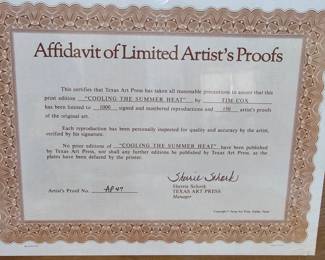 Affidavit of Limited Artist's Proofs
This certifies that Texas Art Press has taken all reasonable precautions to assure that this
print edition "COOLING THE SUMMER HEAT" by TIM COX
has been limited to 1000 signed and numbered reproductions and 150 artist's proofs
of the original art.
Each reproduction has been personally inspected for quality and accuracy by the artist,
verified by his signature.
No prior editions of "COOLING THE SUMMER HEAT" have been published
by Texas Art Press, nor shall any further editions be published by Texas Art Press as the
plates have been defaced by the printer.
Sherrie Schork
Artist's Proof No. AP 47
Sherrie Schork
TEXAS ART PRESS
Manager